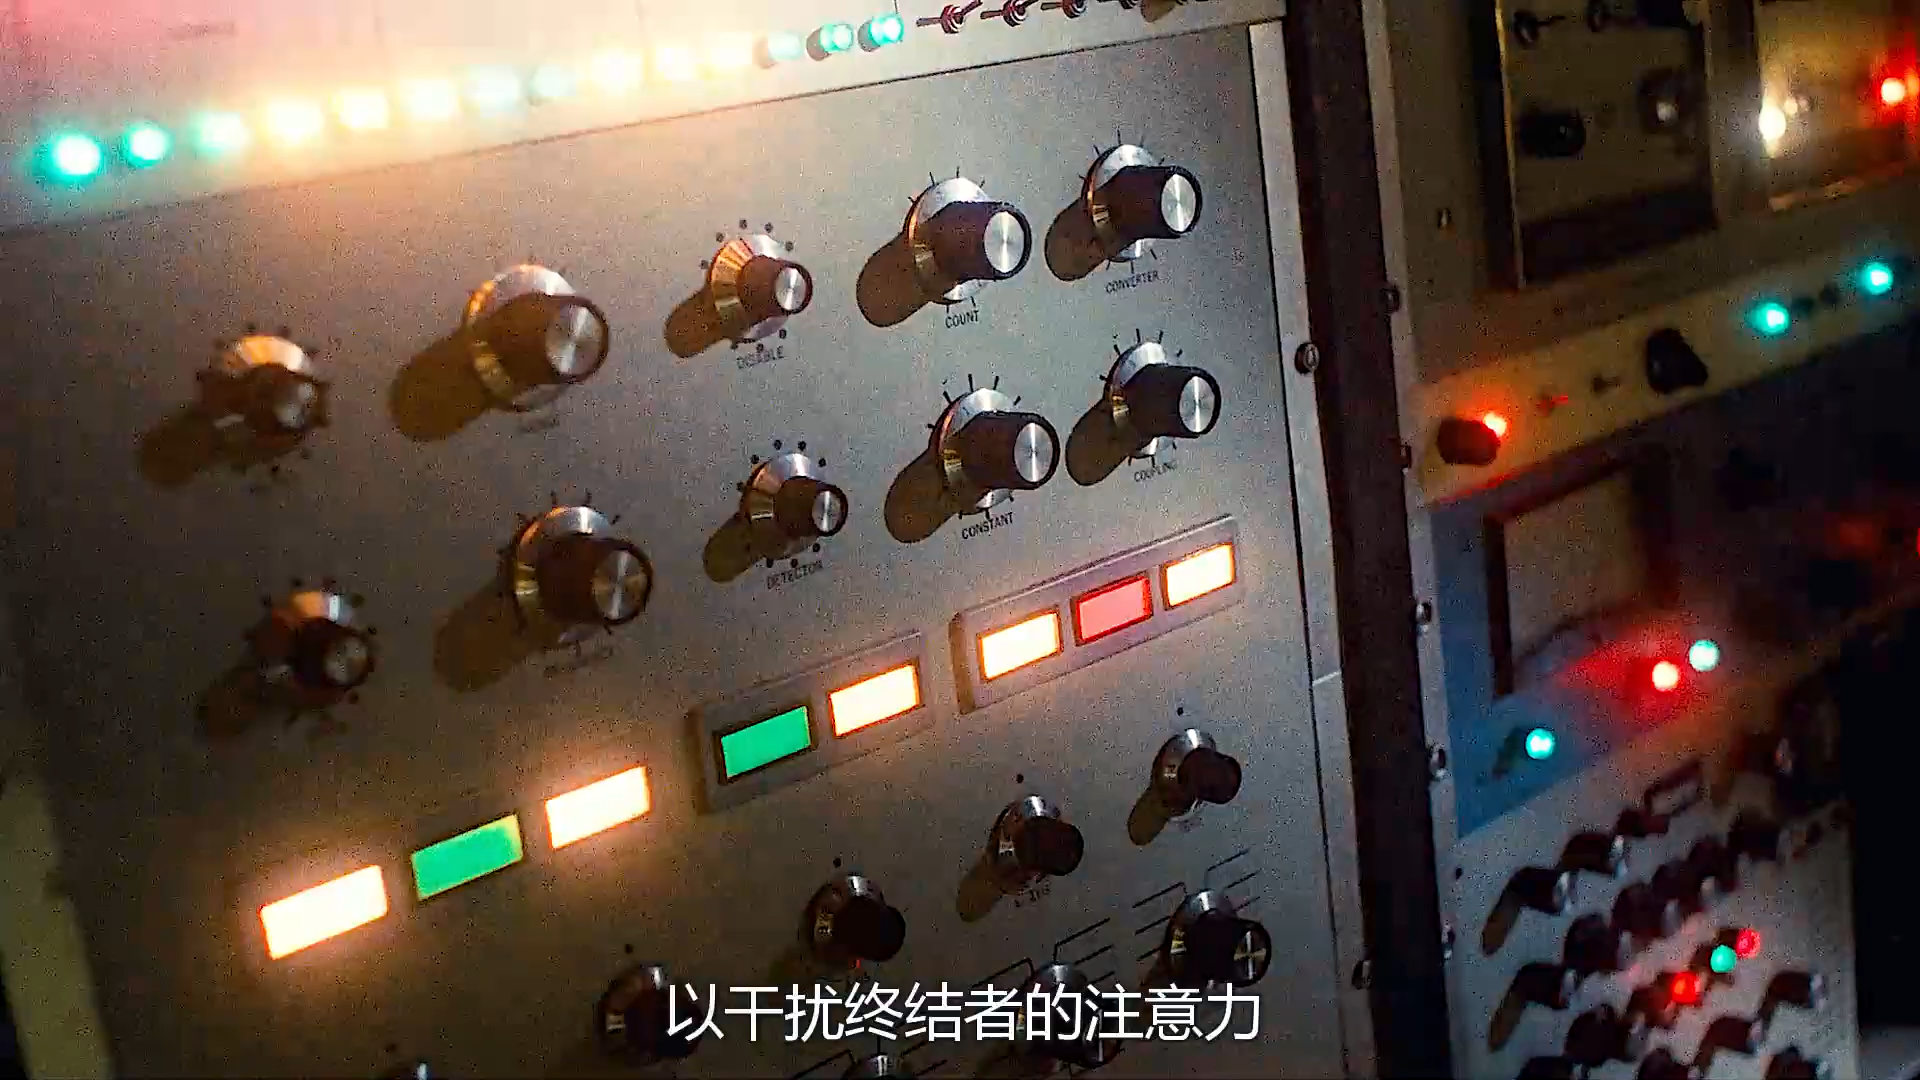 CONVERTER
COUNT
DISABLE
COUPLING
CONSTANT
DETECTOR
以干扰终结者的注意力